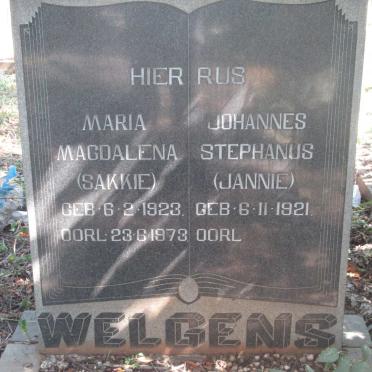 HIER RUS
MARIA
MAGDALENA
(SAKKIE)
GEB·6·2·1923.
OORL·23·6·1973
JOHANNES
STEPHANUS
(JANNIE)
GEB·6·11·1921.
OORL
WELGENS